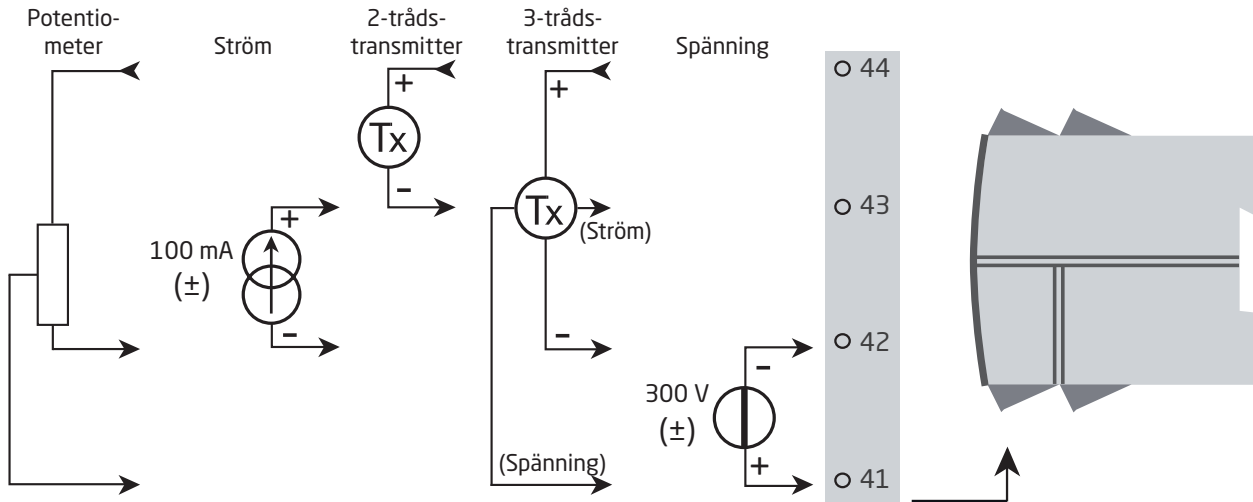 Potentio-
meter
Ström
2-tråds-
transmitter
3-tråds-
transmitter
Spänning
44
+
+
Tx
-
+
Tx
43
(Ström)
100 mA
(±)
-
-
42
-
300 V
(±)
(Spänning)
+
41